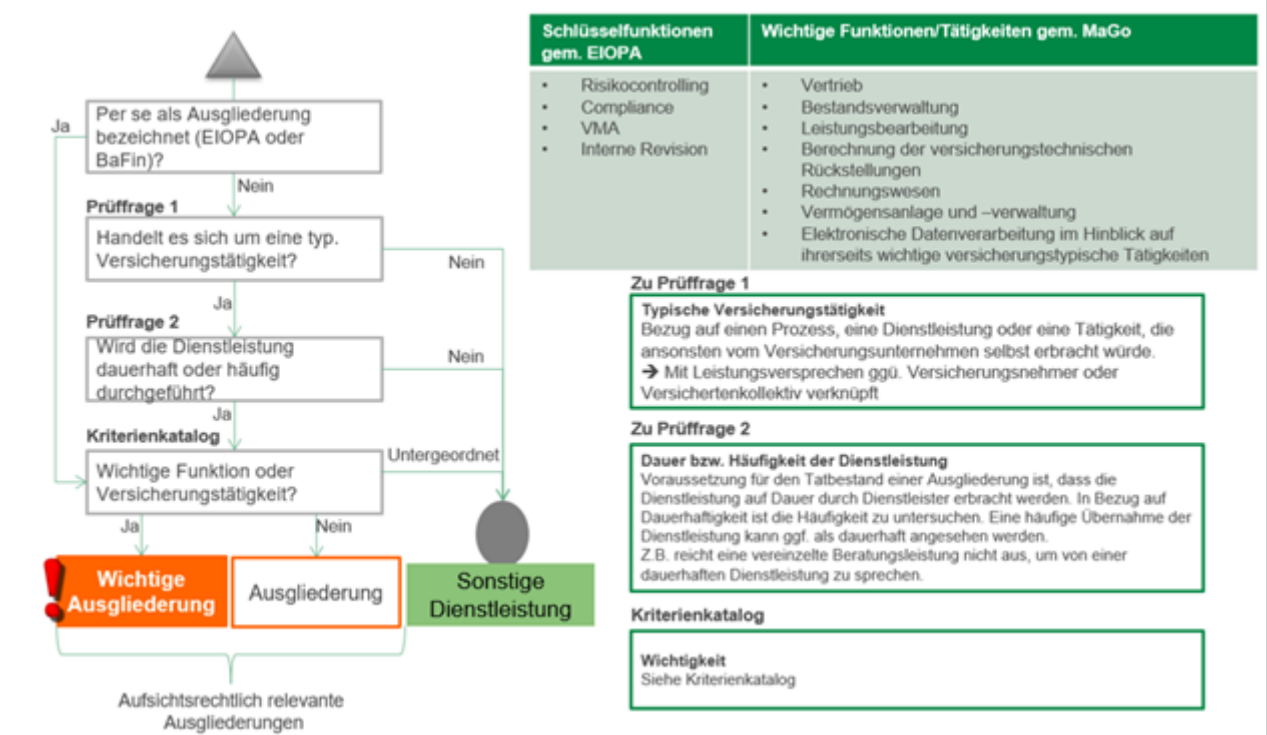 Per se als Ausgliederung
bezeichnet (EIOPA oder
BaFin)?
Ja
Nein
Prüffrage 1
Handelt es sich um eine typ.
Versicherungstätigkeit?
Nein
Ja
Prüffrage 2
Wird die Dienstleistung
dauerhaft oder häufig
durchgeführt?
Nein
Ja
Kriterienkatalog
Wichtige Funktion oder
Versicherungstätigkeit?
Untergeordnet
Ja
Nein
Wichtige
Ausgliederung
Ausgliederung
Sonstige
Dienstleistung
Aufsichtsrechtlich relevante
Ausgliederungen
Schlüsselfunktionen
gem. EIOPA
Wichtige Funktionen/Tätigkeiten gem. MaGo
• Risikocontrolling
• Compliance
• VMA
• Interne Revision
• Vertrieb
• Bestandsverwaltung
• Leistungsbearbeitung
• Berechnung der versicherungstechnischen
Rückstellungen
• Rechnungswesen
• Vermögensanlage und –verwaltung
• Elektronische Datenverarbeitung im Hinblick auf
ihrerseits wichtige versicherungstypische Tätigkeiten
Zu Prüffrage 1
Typische Versicherungstätigkeit
Bezug auf einen Prozess, eine Dienstleistung oder eine Tätigkeit, die
ansonsten vom Versicherungsunternehmen selbst erbracht würde.
➔ Mit Leistungsversprechen ggü. Versicherungsnehmer oder
Versichertenkollektiv verknüpft
Zu Prüffrage 2
Dauer bzw. Häufigkeit der Dienstleistung
Voraussetzung für den Tatbestand einer Ausgliederung ist, dass die
Dienstleistung auf Dauer durch Dienstleister erbracht werden. In Bezug auf
Dauerhaftigkeit ist die Häufigkeit zu untersuchen. Eine häufige Übernahme der
Dienstleistung kann ggf. als dauerhaft angesehen werden.
Z.B. reicht eine vereinzelte Beratungsleistung nicht aus, um von einer
dauerhaften Dienstleistung zu sprechen.
Kriterienkatalog
Wichtigkeit
Siehe Kriterienkatalog